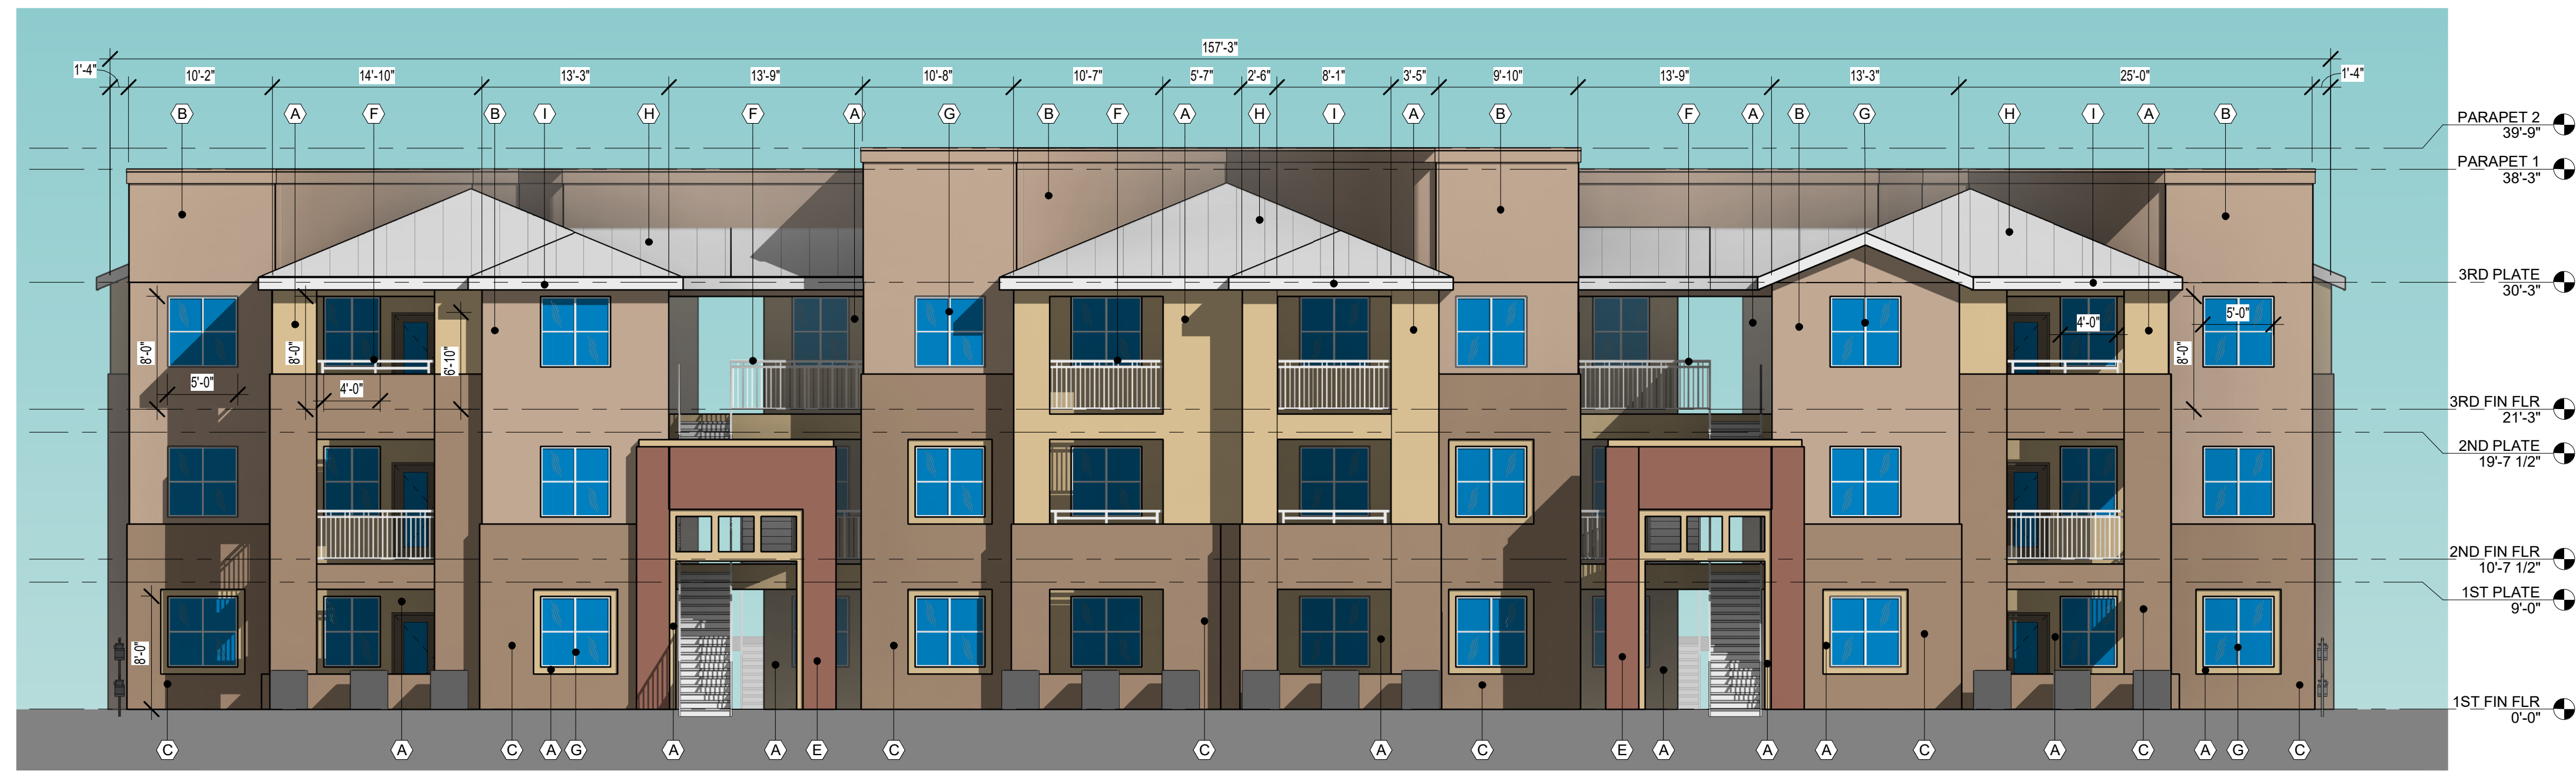 157'-3"
1'-4"
10'-2"
14'-10"
13'-3"
13'-9"
10'-8"
10'-7"
5'-7"
2'-6"
8'-1"
3'-5"
9'-10"
13'-9"
13'-3"
25'-0"
1'-4"
B
A
F
B
I
H
F
A
G
B
F
A
H
I
A
B
F
A
B
G
H
I
A
B
PARAPET 2
39'-9"
PARAPET 1
38'-3"
3RD PLATE
30'-3"
3RD FIN FLR
21'-3"
2ND PLATE
19'-7 1/2"
2ND FIN FLR
10'-7 1/2"
1ST PLATE
9'-0"
1ST FIN FLR
0'-0"
8'-0"
5'-0"
8'-0"
4'-0"
6'-10"
4'-0"
8'-0"
5'-0"
8'-0"
C
A
C
A
G
A
A
E
C
C
A
C
E
A
A
A
C
A
C
A
G
C